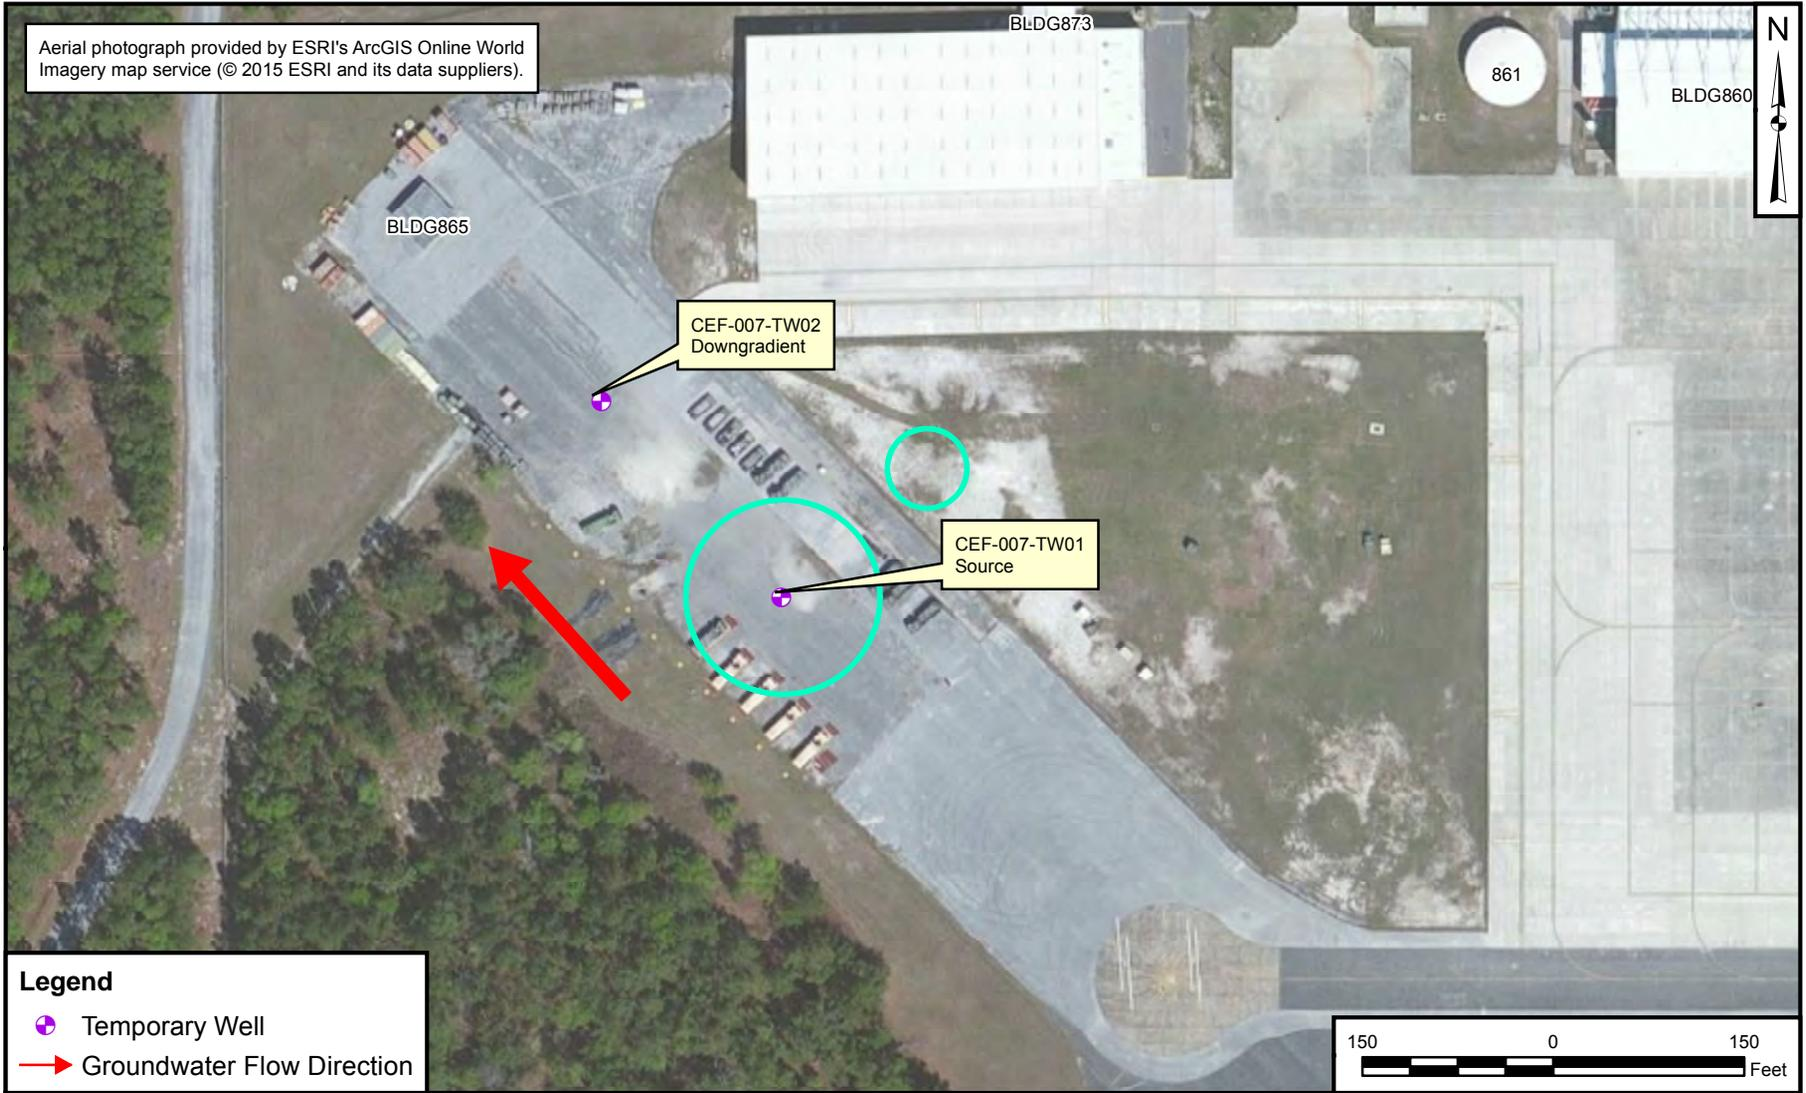 Aerial photograph provided by ESRI's ArcGIS Online World
Imagery map service (© 2015 ESRI and its data suppliers).
BLDG873
861
BLDG860
N
BLDG865
CEF-007-TW02
Downgradient
CEF-007-TW01
Source
Legend
Temporary Well
Groundwater Flow Direction
150 0 150
Feet